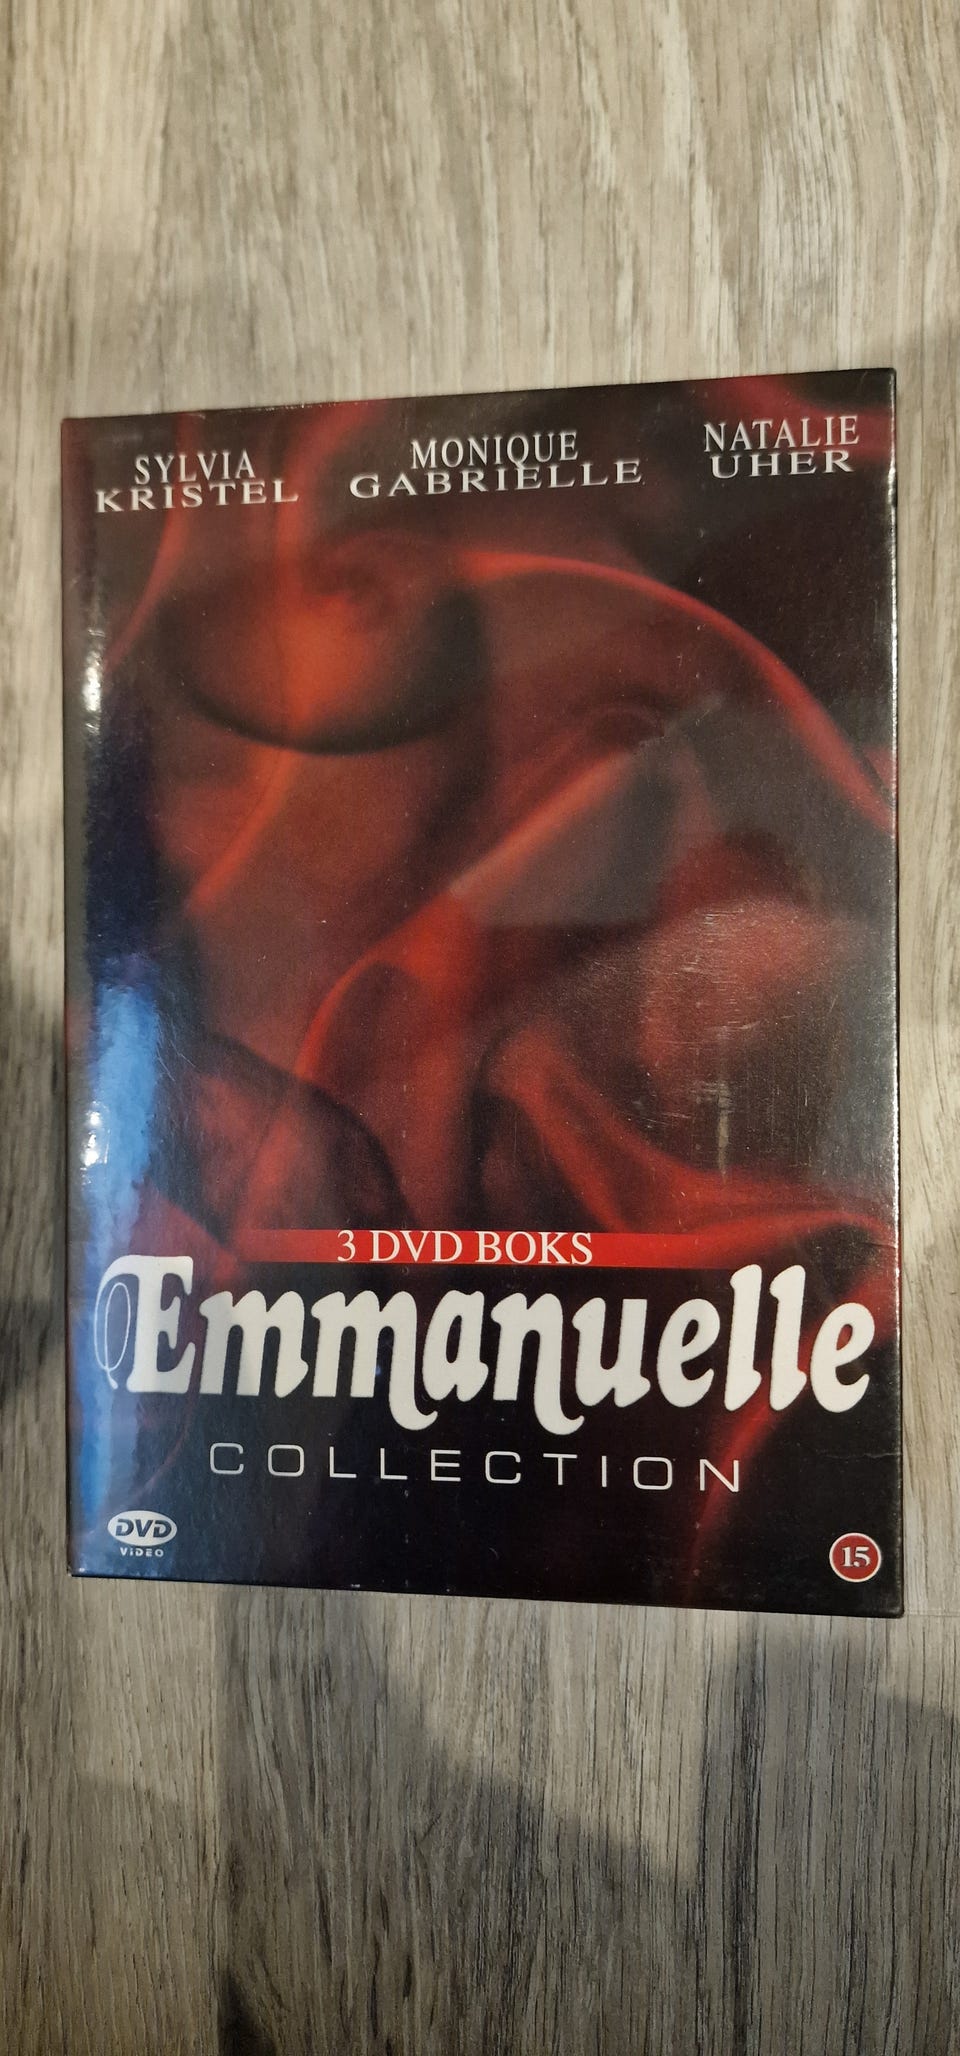 SYLVIA
KRISTEL
MONIQUE
GABRIELLE
NATALIE
UHER
3 DVD BOKS
Emmanuelle
COLLECTION
DVD
VIDEO
15